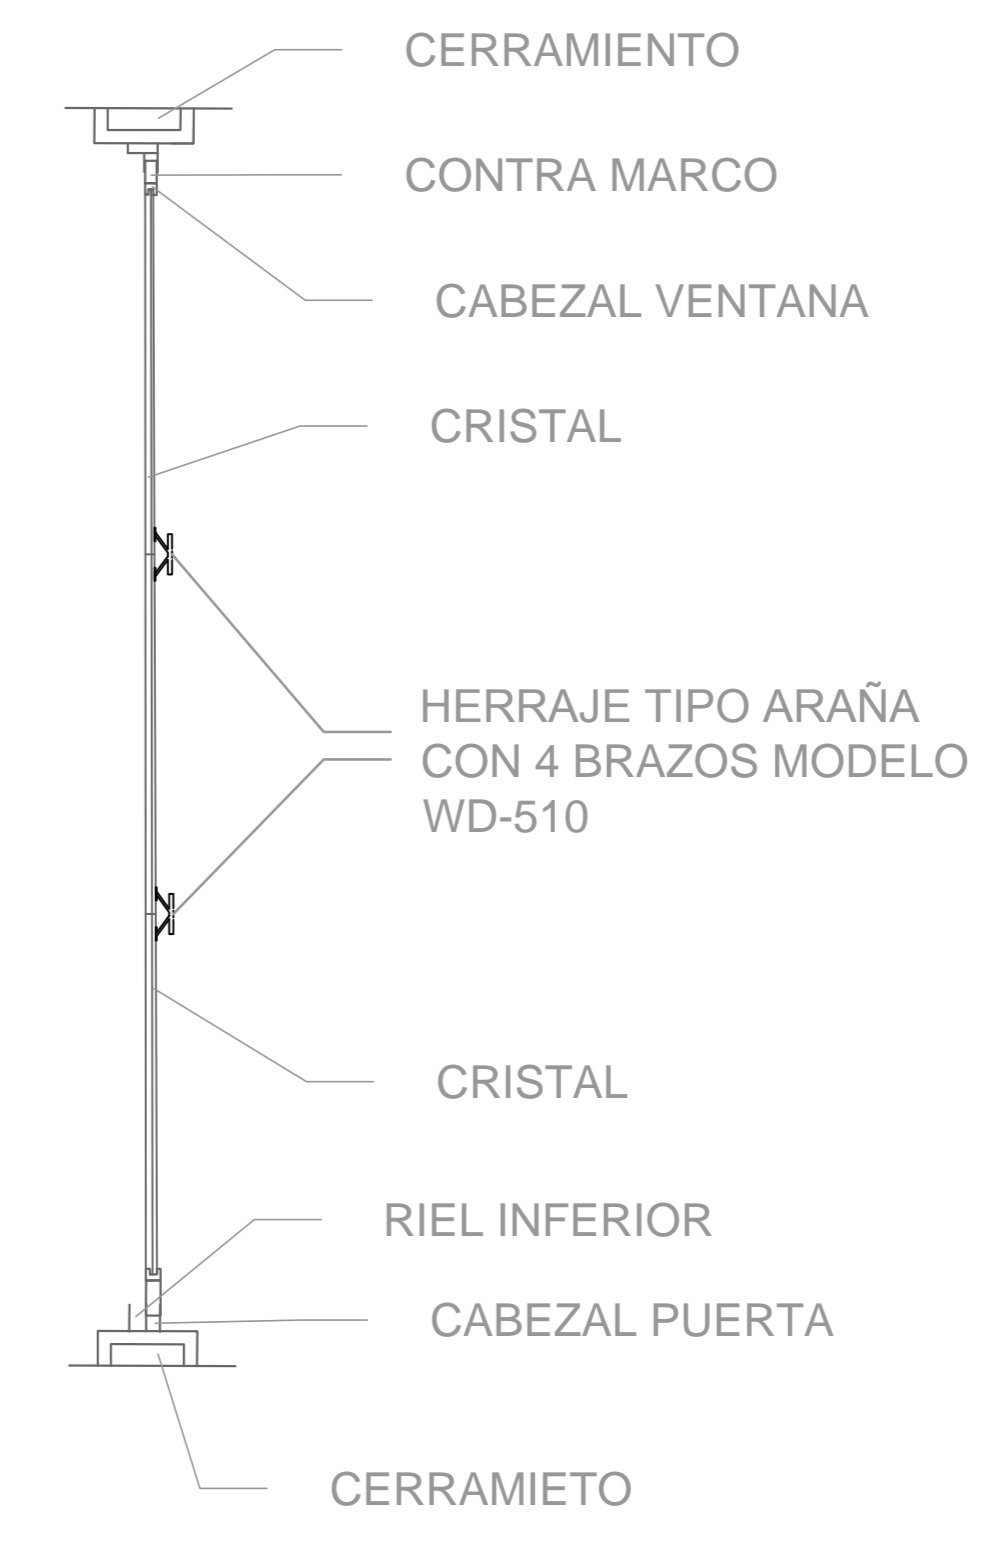 CERRAMIENTO
CONTRA MARCO
CABEZAL VENTANA
CRISTAL
HERRAJE TIPO ARAÑA
CON 4 BRAZOS MODELO
WD-510
CRISTAL
RIEL INFERIOR
CABEZAL PUERTA
CERRAMIETO